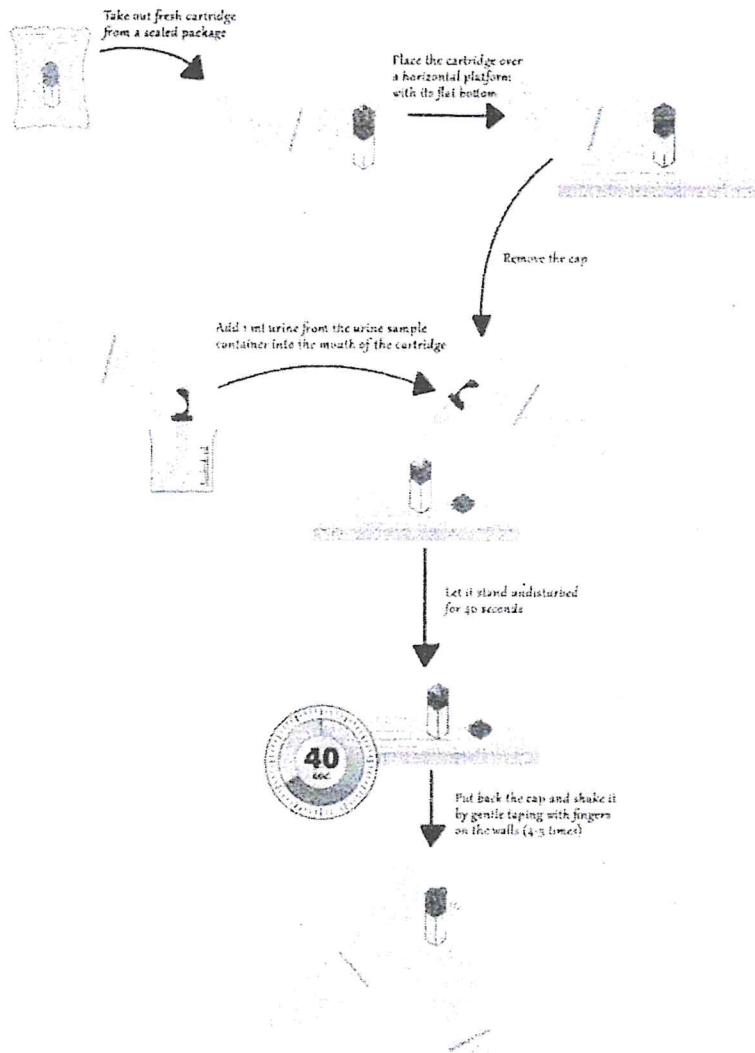 Take out fresh cartridge
from a sealed package
Place the cartridge over
a horizontal platform
with its flat bottom
Remove the cap
Add 1 ml urine from the urine sample
container into the mouth of the cartridge
Let it stand undisturbed
for 40 seconds
40
sec
Put back the cap and shake it
by gentle taping with fingers
on the walls (4-5 times)